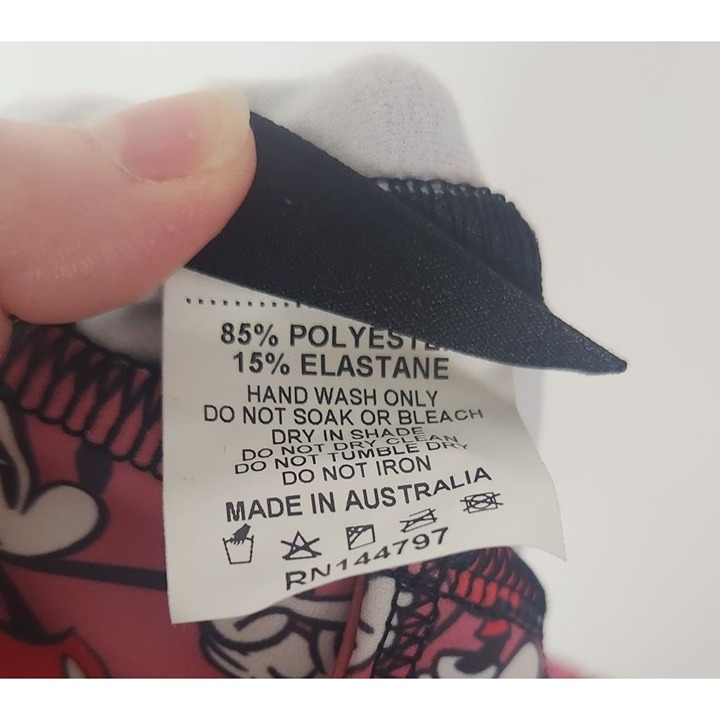 85% POLYESTE
15% ELASTANE
HAND WASH ONLY
DO NOT SOAK OR BLEACH
DRY IN SHADE
DO NOT DRY CLEAN
DO NOT TUMBLE DRY
DO NOT IRON
MADE IN AUSTRALIA
RN144797